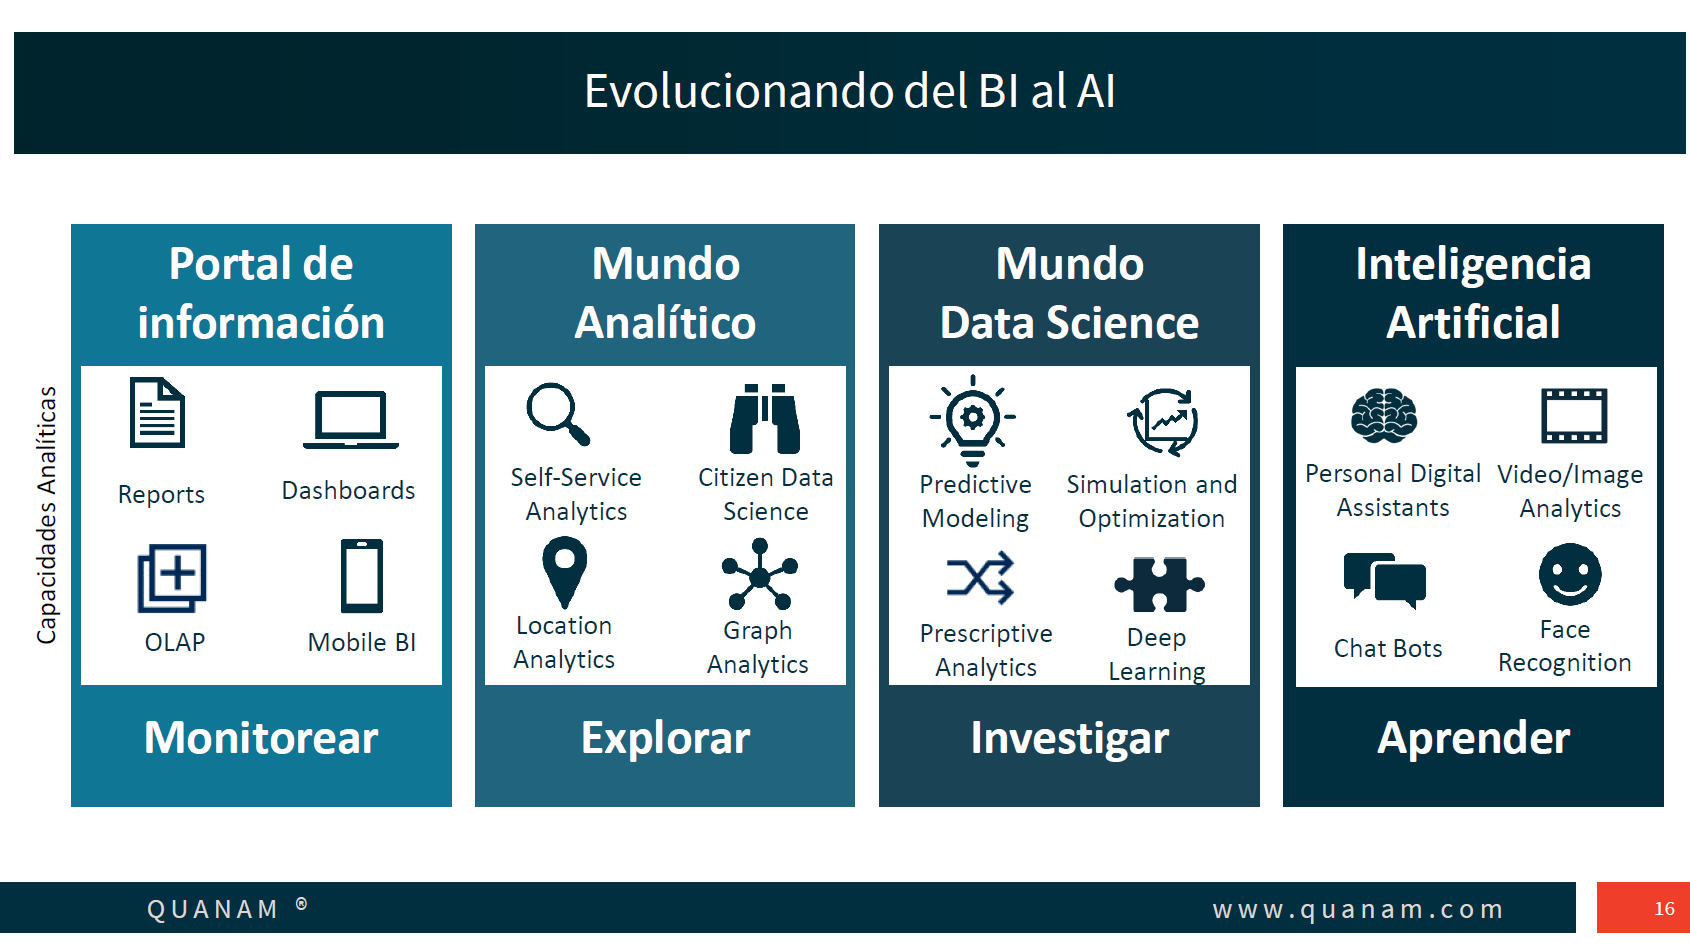 Evolucionando del BI al AI
Capacidades Analíticas
Portal de
información
Reports
Dashboards
OLAP
Mobile BI
Monitorear
Mundo
Analítico
Self-Service
Analytics
Citizen Data
Science
Location
Analytics
Graph
Analytics
Explorar
Mundo
Data Science
Predictive
Modeling
Simulation and
Optimization
Prescriptive
Analytics
Deep
Learning
Investigar
Inteligencia
Artificial
Personal Digital
Assistants
Video/Image
Analytics
Chat Bots
Face
Recognition
Aprender
QUANAM ®
www.quanam.com
16